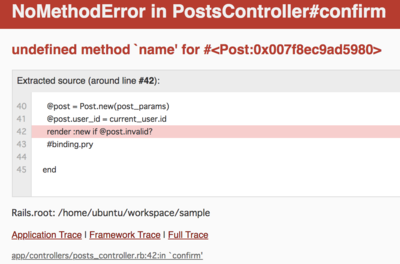 NoMethodError in PostsController#confirm
undefined method `name' for #<Post:0x007f8ec9ad5980>
Extracted source (around line #42):
40 @post = Post.new(post_params)
41 @post.user_id = current_user.id
42 render :new if @post.invalid?
43 #binding.pry
44
45 end
Rails.root: /home/ubuntu/workspace/sample
Application Trace | Framework Trace | Full Trace
app/controllers/posts_controller.rb:42:in `confirm'